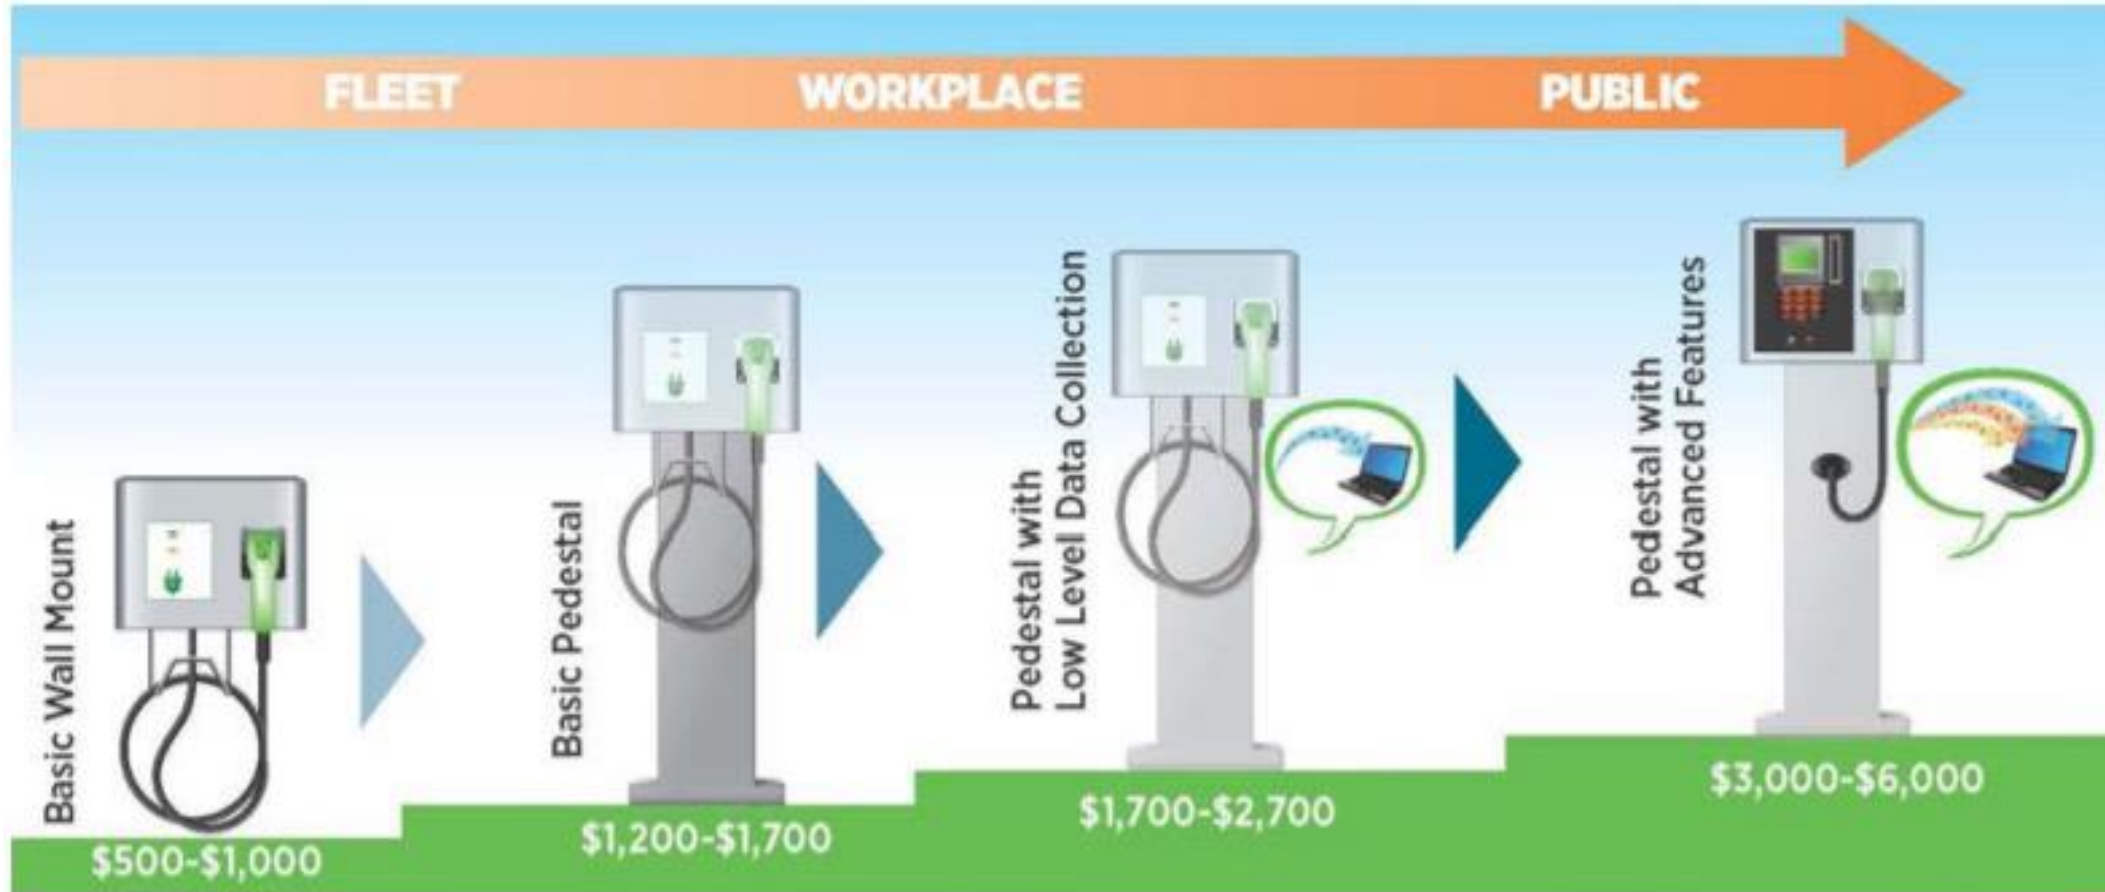 FLEET
WORKPLACE
PUBLIC
Basic Wall Mount
Basic Pedestal
Pedestal with
Low Level Data Collection
Pedestal with
Advanced Features
$500-$1,000
$1,200-$1,700
$1,700-$2,700
$3,000-$6,000